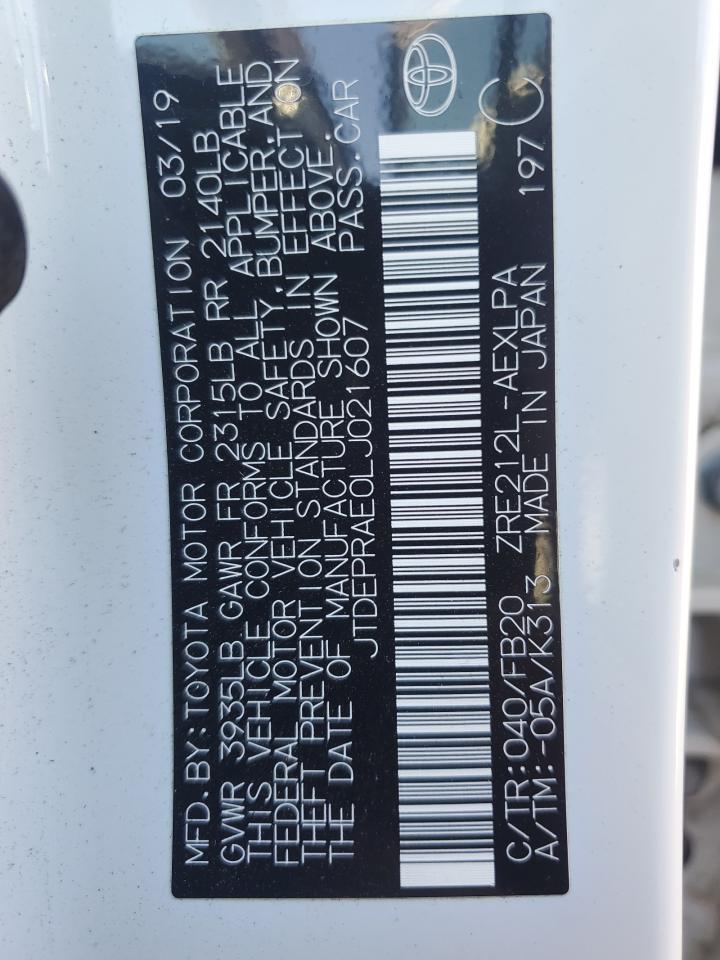 MFD.BY:TOYOTA MOTOR CORPORATION 03/19
GVWR 3935LB GAWR FR 2315LB RR 2140LB
THIS VEHICLE CONFORMS TO ALL APPLICABLE
FEDERAL MOTOR VEHICLE SAFETY,BUMPER,AND
THEFT PREVENTION STANDARDS IN EFFECT ON
THE DATE OF MANUFACTURE SHOWN ABOVE.
JTDEPRAE0LJ021607 PASS.CAR
C/TR:040/FB20 ZRE212L-AEXLPA 197 C
A/TM:-05A/K313 MADE IN JAPAN